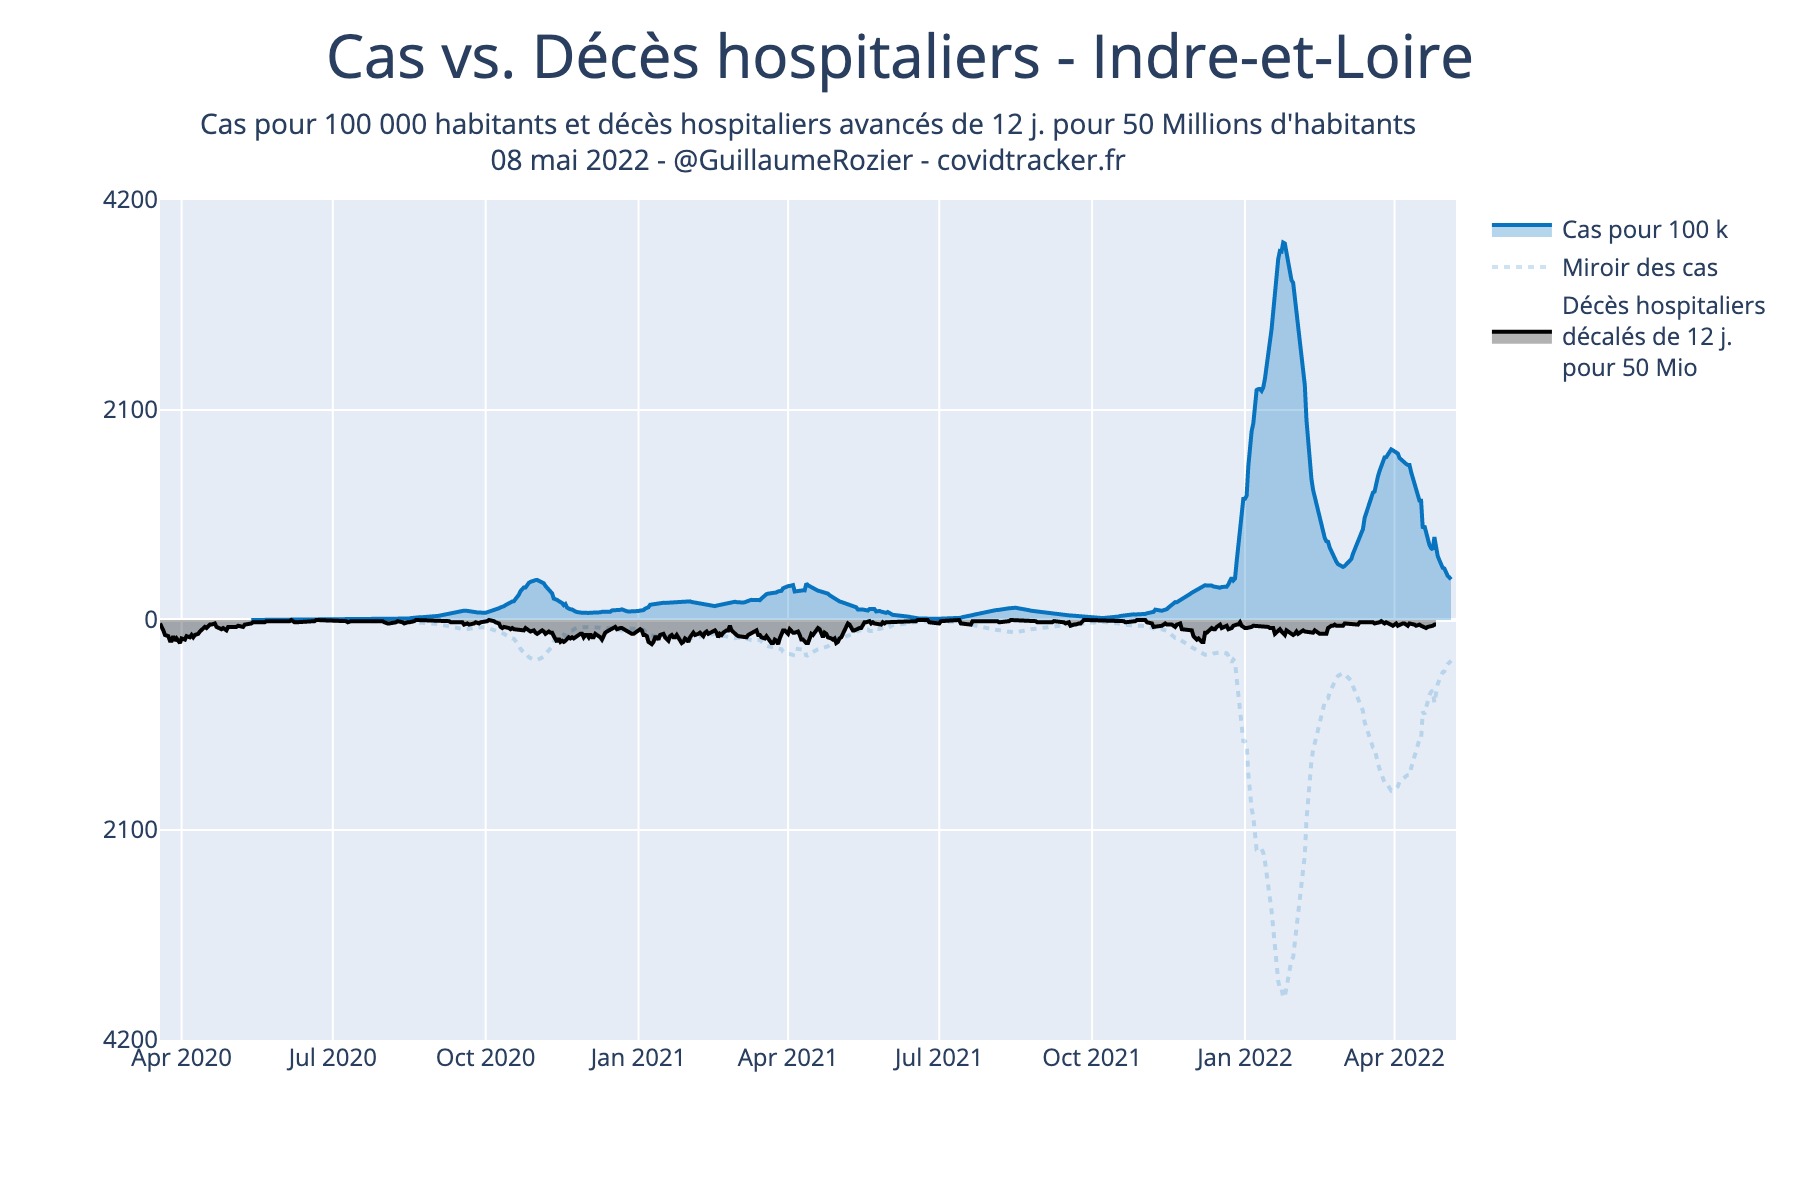 Cas vs. Décès hospitaliers - Indre-et-Loire
Cas pour 100 000 habitants et décès hospitaliers avancés de 12 j. pour 50 Millions d'habitants
08 mai 2022 - @GuillaumeRozier - covidtracker.fr
4200
2100
0
2100
4200
Apr 2020
Jul 2020
Oct 2020
Jan 2021
Apr 2021
Jul 2021
Oct 2021
Jan 2022
Apr 2022
Cas pour 100 k
Miroir des cas
Décès hospitaliers
décalés de 12 j.
pour 50 Mio